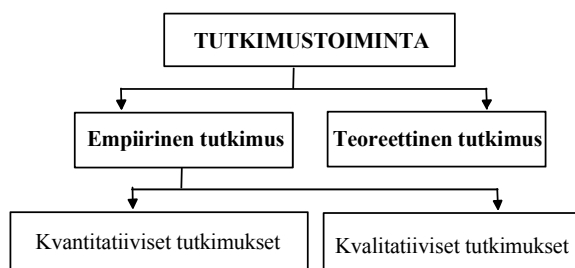 TUTKIMUSTOIMINTA
Empiirinen tutkimus
Teoreettinen tutkimus
Kvantitatiiviset tutkimukset
Kvalitatiiviset tutkimukset